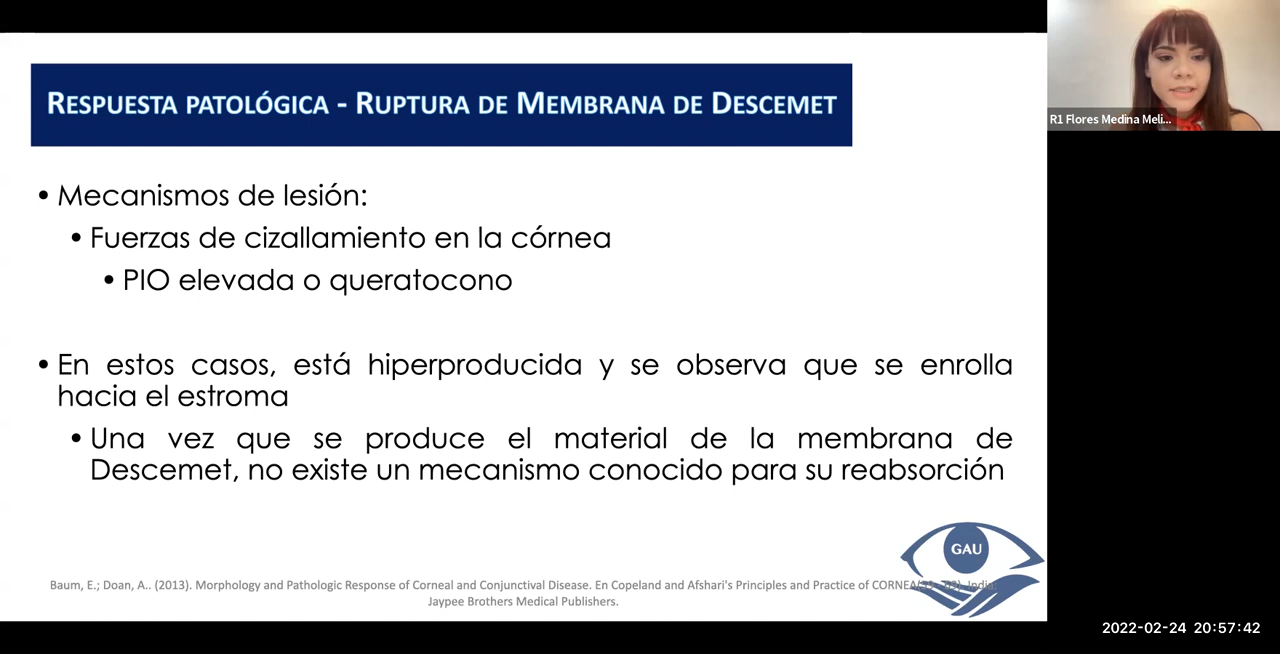 RESPUESTA PATOLÓGICA - RUPTURA DE MEMBRANA DE DESCEMET
R1 Flores Medina Meli...
• Mecanismos de lesión:
• Fuerzas de cizallamiento en la córnea
• PIO elevada o queratocono
• En estos casos, está hiperproducida y se observa que se enrolla
hacia el estroma
• Una vez que se produce el material de la membrana de
Descemet, no existe un mecanismo conocido para su reabsorción
GAU
Baum, E.; Doan, A.. (2013). Morphology and Pathologic Response of Corneal and Conjunctival Disease. En Copeland and Afshari's Principles and Practice of CORNEA
Jaypee Brothers Medical Publishers.
2022-02-24 20:57:42